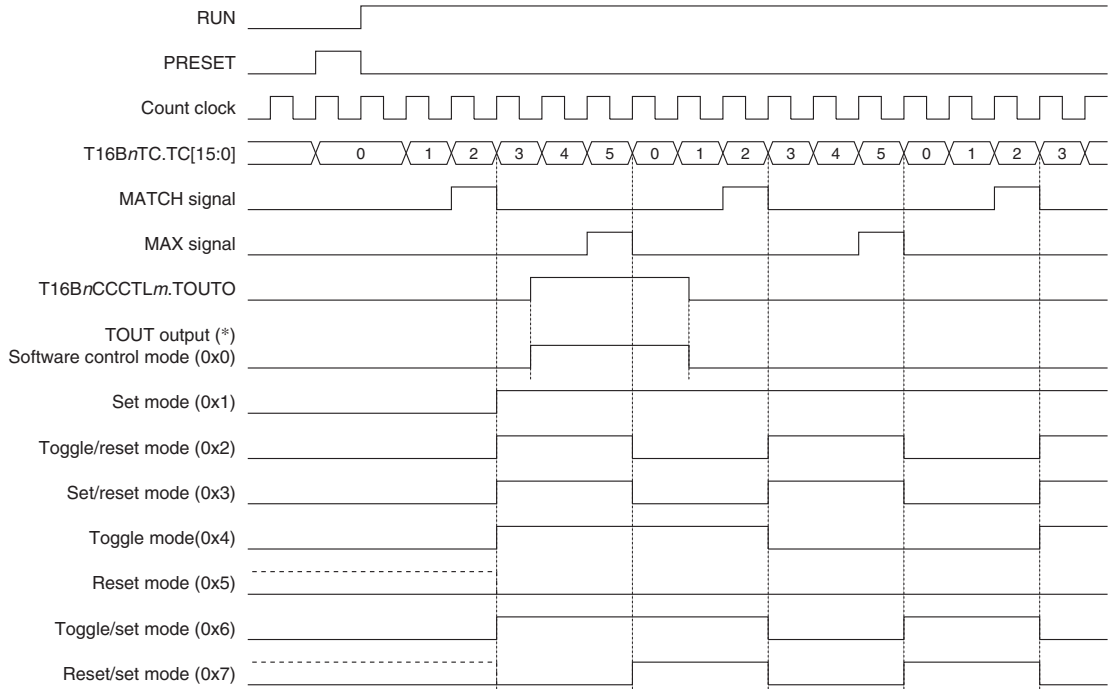 RUN
PRESET
Count clock
T16BnTC.TC[15:0] 0 1 2 3 4 5 0 1 2 3 4 5 0 1 2 3
MATCH signal
MAX signal
T16BnCCCTLm.TOUTO
TOUT output (*)
Software control mode (0x0)
Set mode (0x1)
Toggle/reset mode (0x2)
Set/reset mode (0x3)
Toggle mode(0x4)
Reset mode (0x5)
Toggle/set mode (0x6)
Reset/set mode (0x7)